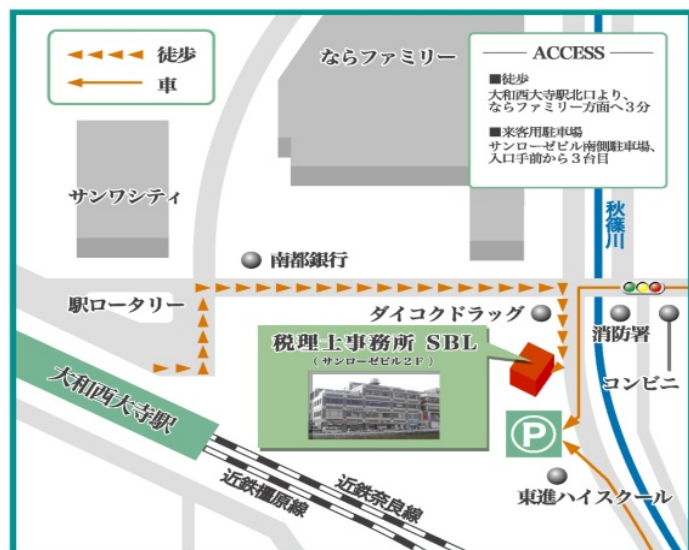 徒歩
車
ならファミリー
ACCESS
■徒歩
大和西大寺駅北口より、
ならファミリー方面へ3分
■来客用駐車場
サンローゼビル南側駐車場、
入口手前から3台目
サンワシティ
秋篠川
南都銀行
駅ロータリー
ダイコクドラッグ
消防署
コンビニ
税理士事務所 SBL
(サンローゼビル2F)
大和西大寺駅
P
近鉄奈良線
近鉄橿原線
東進ハイスクール